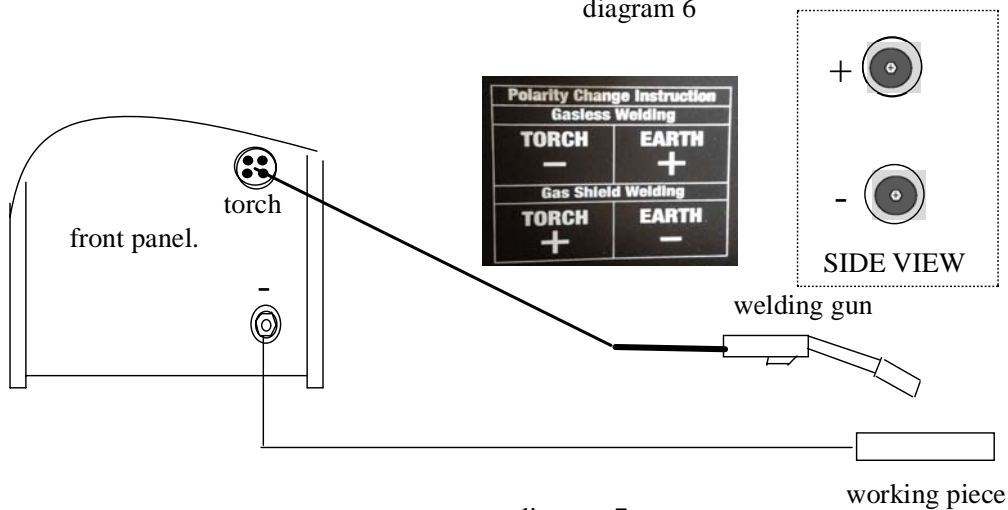 diagram 6
+
-
SIDE VIEW
Polarity Change Instruction
Gasless Welding
TORCH EARTH
- +
Gas Shield Welding
TORCH EARTH
+ -
torch
front panel.
-
welding gun
working piece